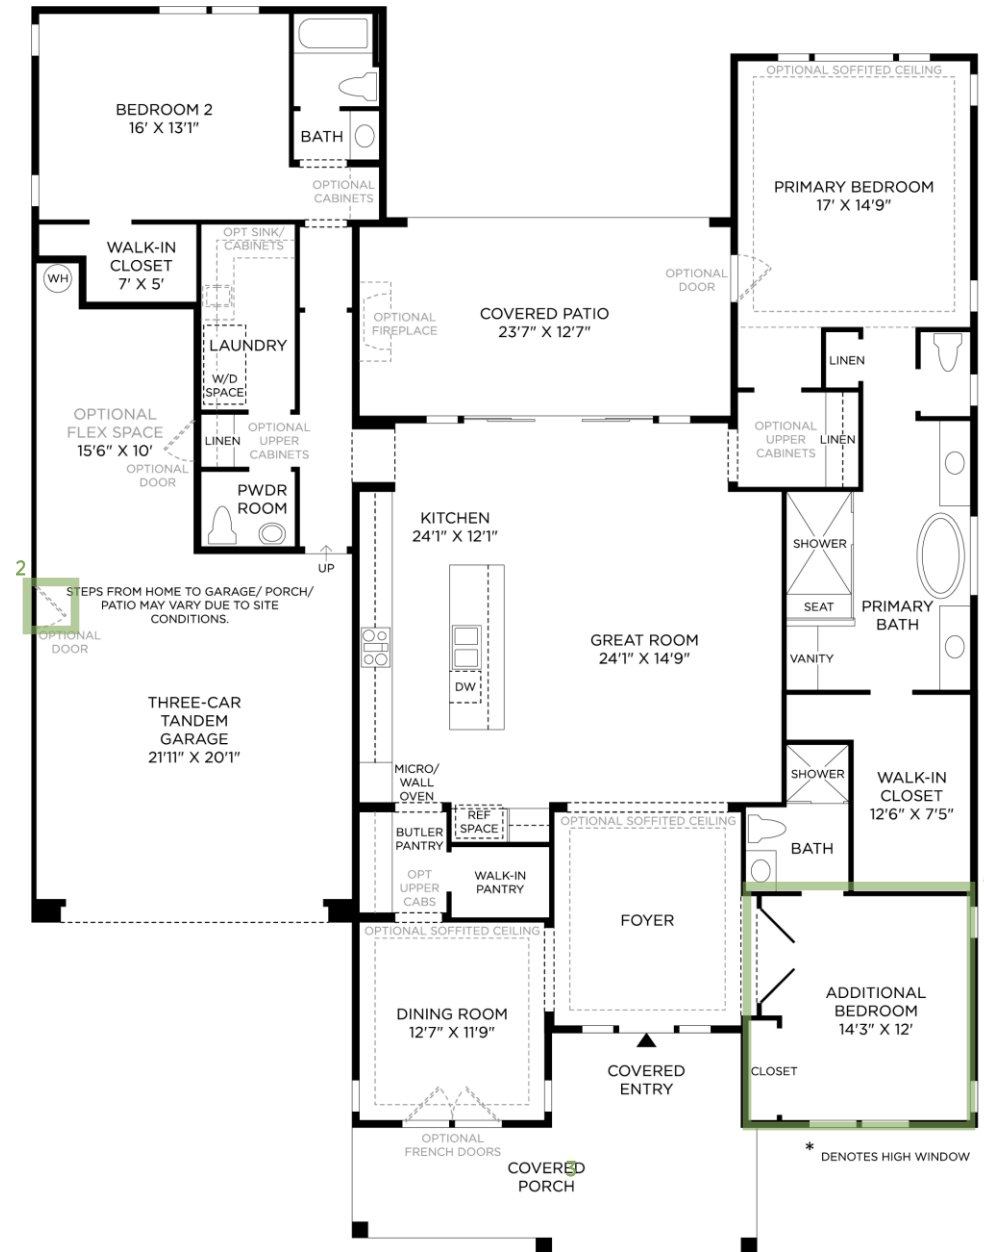 BEDROOM 2
16' X 13'1"
BATH
OPTIONAL
CABINETS
OPTIONAL SOFFITED CEILING
PRIMARY BEDROOM
17' X 14'9"
WALK-IN
CLOSET
7' X 5'
WH
OPT SINK/
CABINETS
LAUNDRY
W/D
SPACE
OPTIONAL
FIREPLACE
COVERED PATIO
23'7" X 12'7"
OPTIONAL
DOOR
LINEN
OPTIONAL
FLEX SPACE
15'6" X 10'
OPTIONAL
DOOR
LINEN
OPTIONAL
UPPER
CABINETS
OPTIONAL
UPPER
CABINETS
LINEN
PWDR
ROOM
UP
KITCHEN
24'1" X 12'1"
SHOWER
SEAT
VANITY
PRIMARY
BATH
2
STEPS FROM HOME TO GARAGE/ PORCH/
PATIO MAY VARY DUE TO SITE
CONDITIONS.
OPTIONAL
DOOR
GREAT ROOM
24'1" X 14'9"
DW
THREE-CAR
TANDEM
GARAGE
21'11" X 20'1"
MICRO/
WALL
OVEN
SHOWER
WALK-IN
CLOSET
12'6" X 7'5"
REF
SPACE
BUTLER
PANTRY
OPTIONAL SOFFITED CEILING
BATH
OPT
UPPER
CABS
WALK-IN
PANTRY
FOYER
OPTIONAL SOFFITED CEILING
DINING ROOM
12'7" X 11'9"
ADDITIONAL
BEDROOM
14'3" X 12'
CLOSET
COVERED
ENTRY
OPTIONAL
FRENCH DOORS
* DENOTES HIGH WINDOW
COVERED
PORCH
3